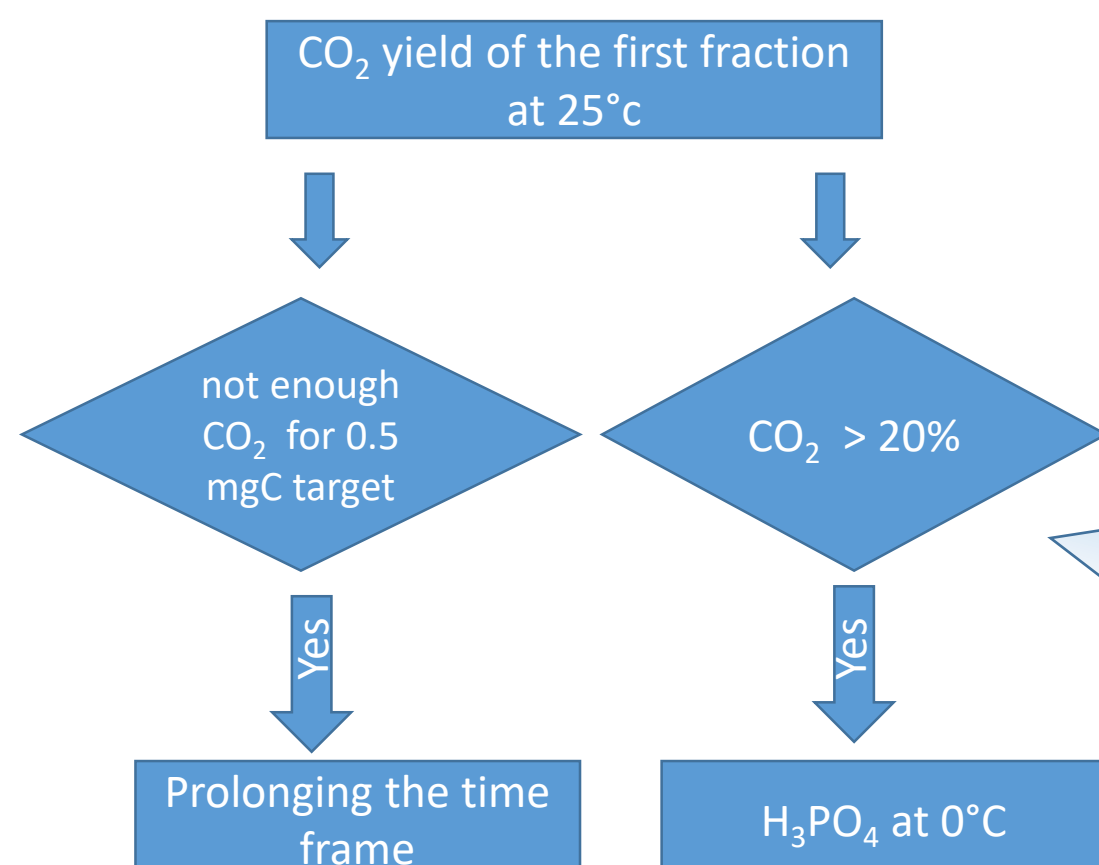 CO₂ yield of the first fraction
at 25°c
not enough
CO₂ for 0.5
mgC target
CO₂ > 20%
Yes
Yes
Prolonging the time
frame
H₃PO₄ at 0°C